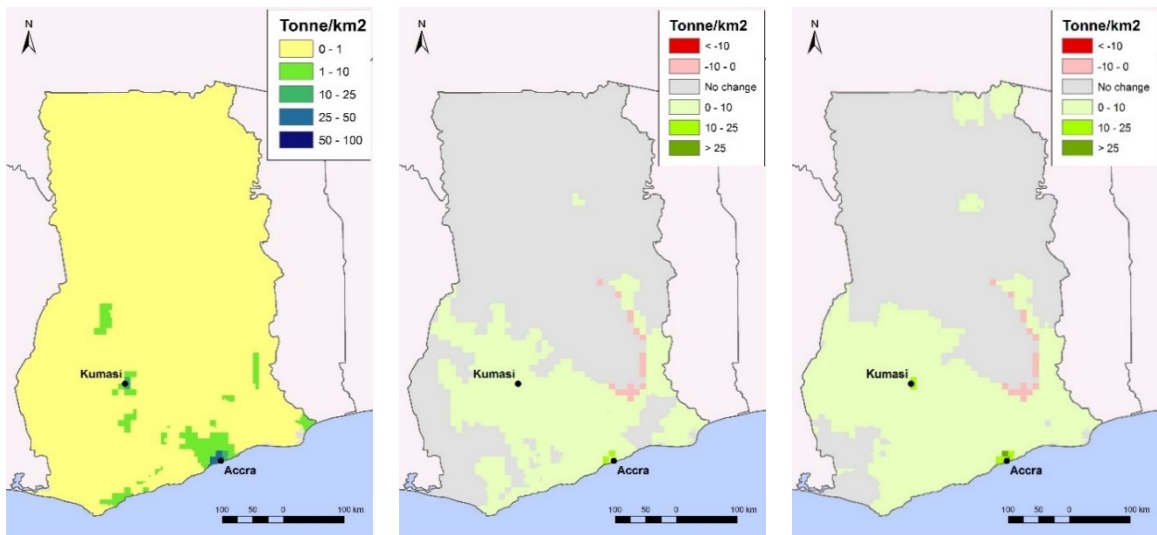 N
Tonne/km2
0 - 1
1 - 10
10 - 25
25 - 50
50 - 100
Kumasi
Accra
100 50 0 100 km
N
Tonne/km2
< -10
-10 - 0
No change
0 - 10
10 - 25
> 25
Kumasi
Accra
100 50 0 100 km
N
Tonne/km2
< -10
-10 - 0
No change
0 - 10
10 - 25
> 25
Kumasi
Accra
100 50 0 100 km